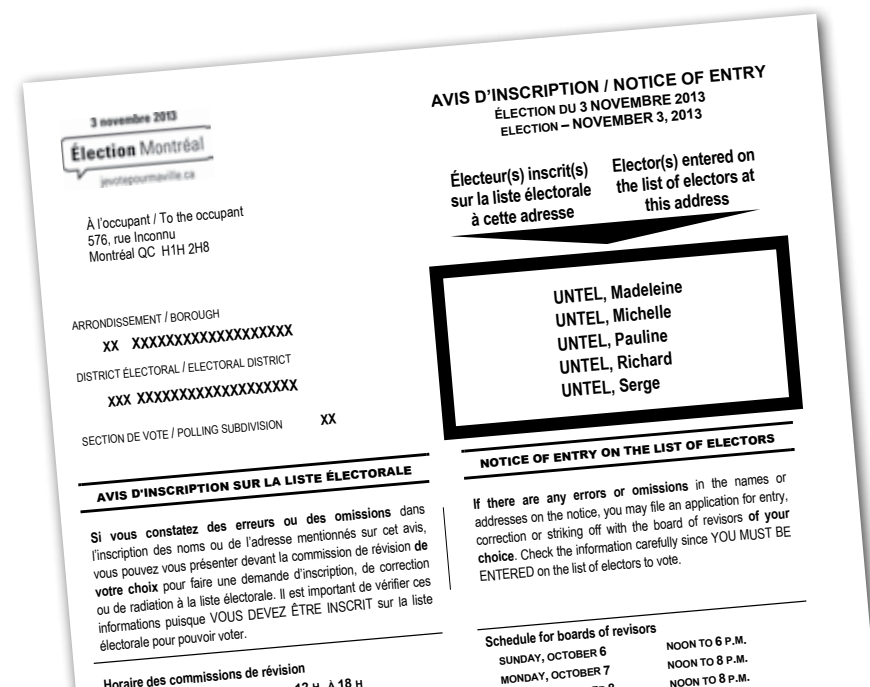 3 novembre 2013
Élection Montréal
jevotepourmaville.ca
À l'occupant / To the occupant
576, rue Inconnu
Montréal QC H1H 2H8
ARRONDISSEMENT / BOROUGH
XX XXXXXXXXXXXXXXXXXXX
DISTRICT ÉLECTORAL / ELECTORAL DISTRICT
XXX XXXXXXXXXXXXXXXXXXX
SECTION DE VOTE / POLLING SUBDIVISION XX
AVIS D'INSCRIPTION / NOTICE OF ENTRY
ÉLECTION DU 3 NOVEMBRE 2013
ELECTION – NOVEMBER 3, 2013
Électeur(s) inscrit(s)
sur la liste électorale
à cette adresse
Elector(s) entered on
the list of electors at
this address
UNTEL, Madeleine
UNTEL, Michelle
UNTEL, Pauline
UNTEL, Richard
UNTEL, Serge
AVIS D'INSCRIPTION SUR LA LISTE ÉLECTORALE
Si vous constatez des erreurs ou des omissions dans
l'inscription des noms ou de l'adresse mentionnés sur cet avis,
vous pouvez vous présenter devant la commission de révision de
votre choix pour faire une demande d'inscription, de correction
ou de radiation à la liste électorale. Il est important de vérifier ces
informations puisque VOUS DEVEZ ÊTRE INSCRIT sur la liste
électorale pour pouvoir voter.
Horaire des commissions de révision
12 H À 18 H
NOTICE OF ENTRY ON THE LIST OF ELECTORS
If there are any errors or omissions in the names or
addresses on the notice, you may file an application for entry,
correction or striking off with the board of revisors of your
choice. Check the information carefully since YOU MUST BE
ENTERED on the list of electors to vote.
Schedule for boards of revisors
SUNDAY, OCTOBER 6 NOON TO 6 P.M.
MONDAY, OCTOBER 7 NOON TO 8 P.M.
NOON TO 8 P.M.